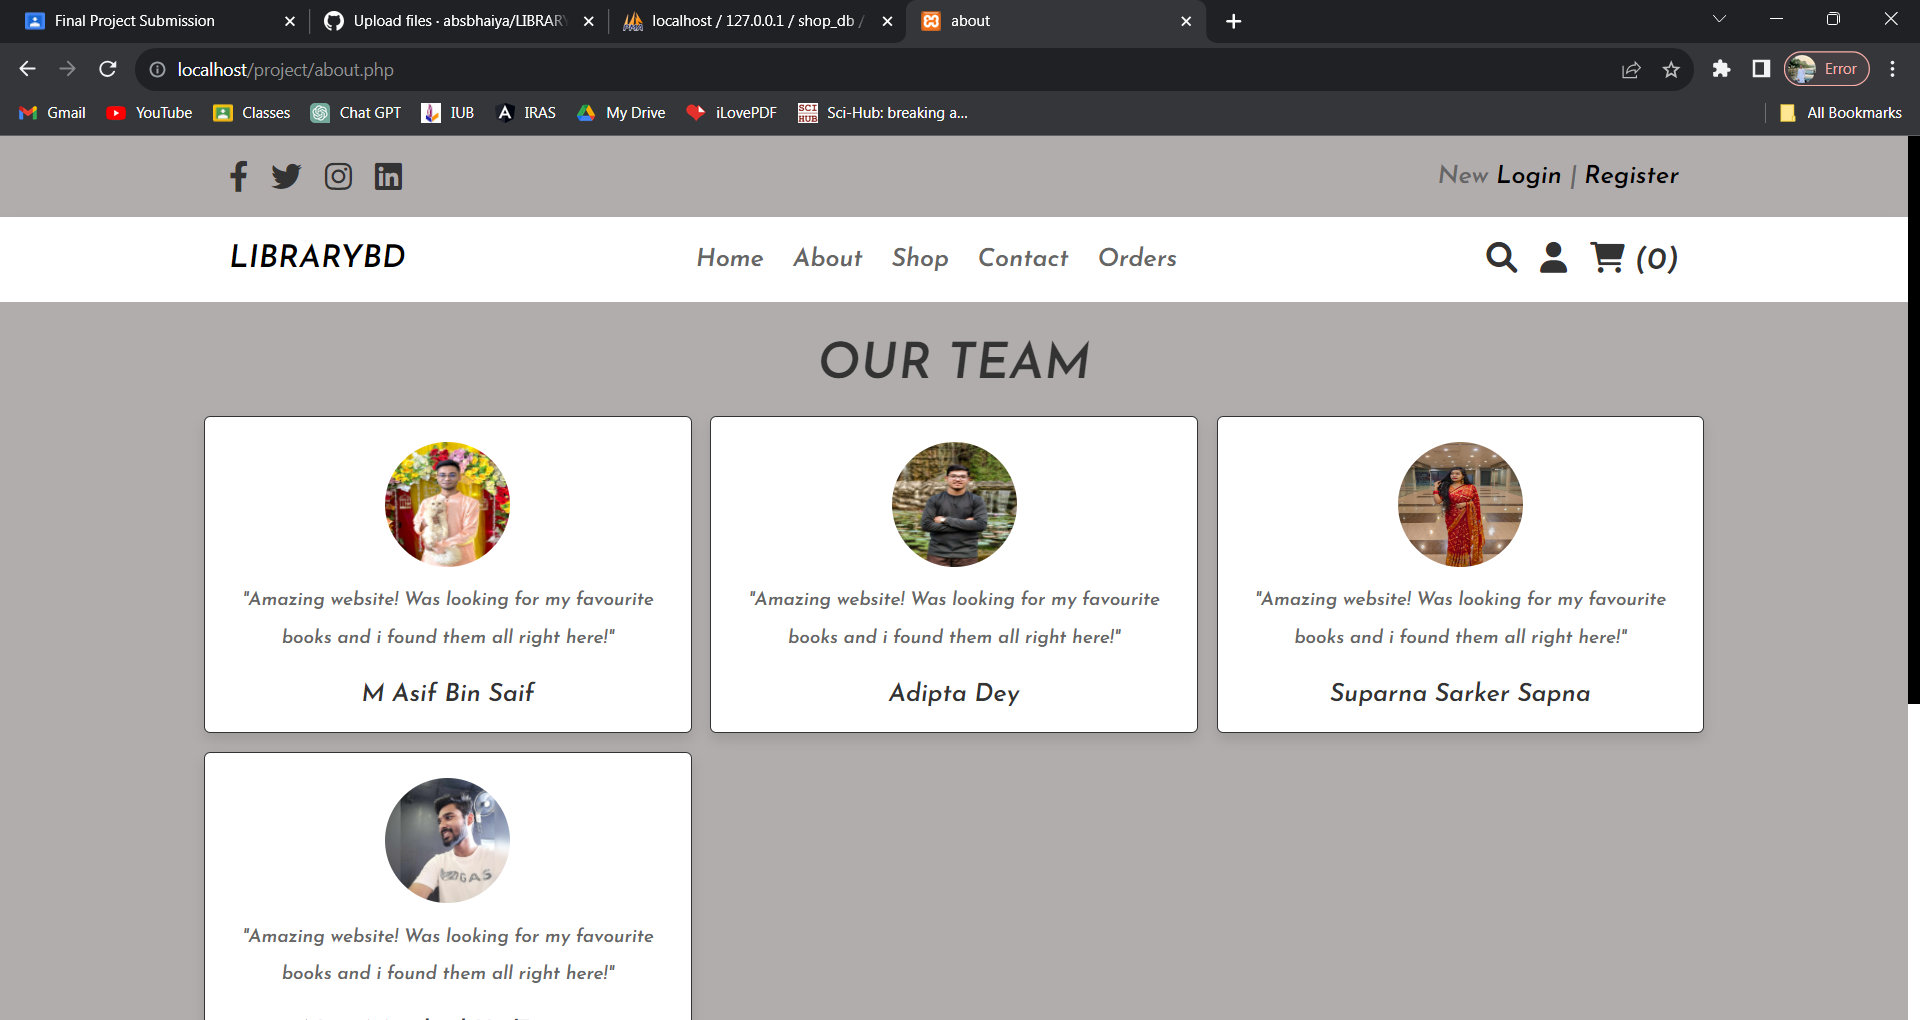 Final Project Submission
Upload files · absbhaiya/LIBRARY
localhost / 127.0.0.1 / shop_db /
about
localhost/project/about.php
Error
Gmail
YouTube
Classes
Chat GPT
IUB
IRAS
My Drive
iLovePDF
SCI HUB
Sci-Hub: breaking a...
All Bookmarks
New Login | Register
LIBRARYBD
Home
About
Shop
Contact
Orders
(0)
OUR TEAM
"Amazing website! Was looking for my favourite
books and i found them all right here!"
M Asif Bin Saif
"Amazing website! Was looking for my favourite
books and i found them all right here!"
Adipta Dey
"Amazing website! Was looking for my favourite
books and i found them all right here!"
Suparna Sarker Sapna
"Amazing website! Was looking for my favourite
books and i found them all right here!"